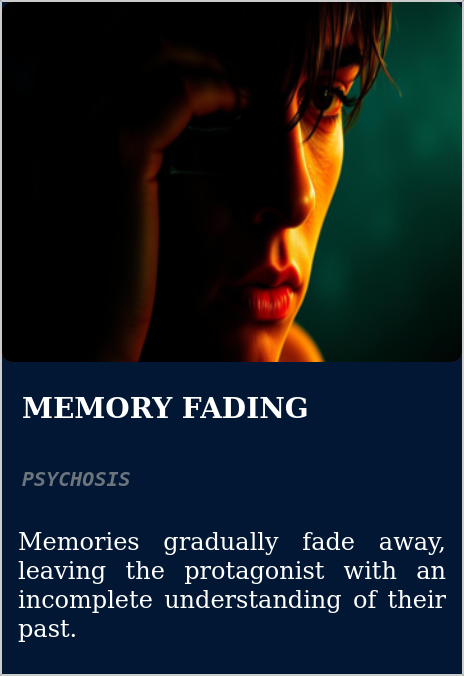 MEMORY FADING
PSYCHOSIS
Memories gradually fade away,
leaving the protagonist with an
incomplete understanding of their
past.